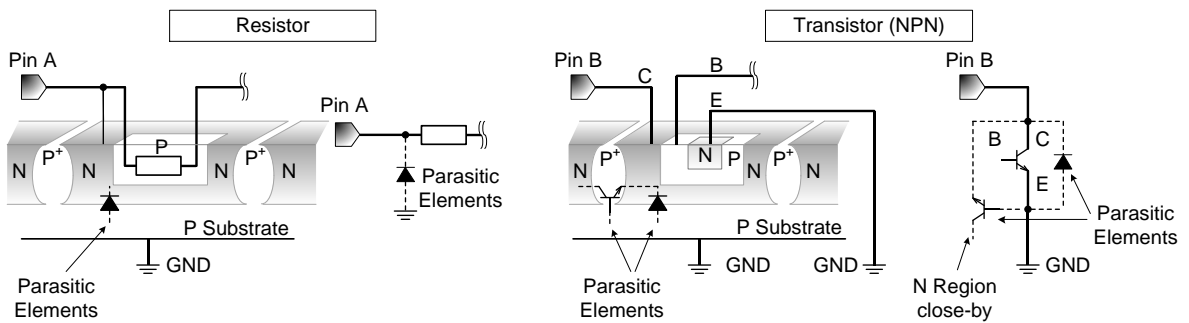 Resistor
Transistor (NPN)
Pin A
Pin A
P
N
P+
N
N
P+
N
Parasitic
Elements
P Substrate
GND
Parasitic
Elements
Pin B
C
B
E
N
P+
N
N
P
P+
N
P Substrate
GND
GND
Parasitic
Elements
Pin B
B
C
E
Parasitic
Elements
GND
N Region
close-by